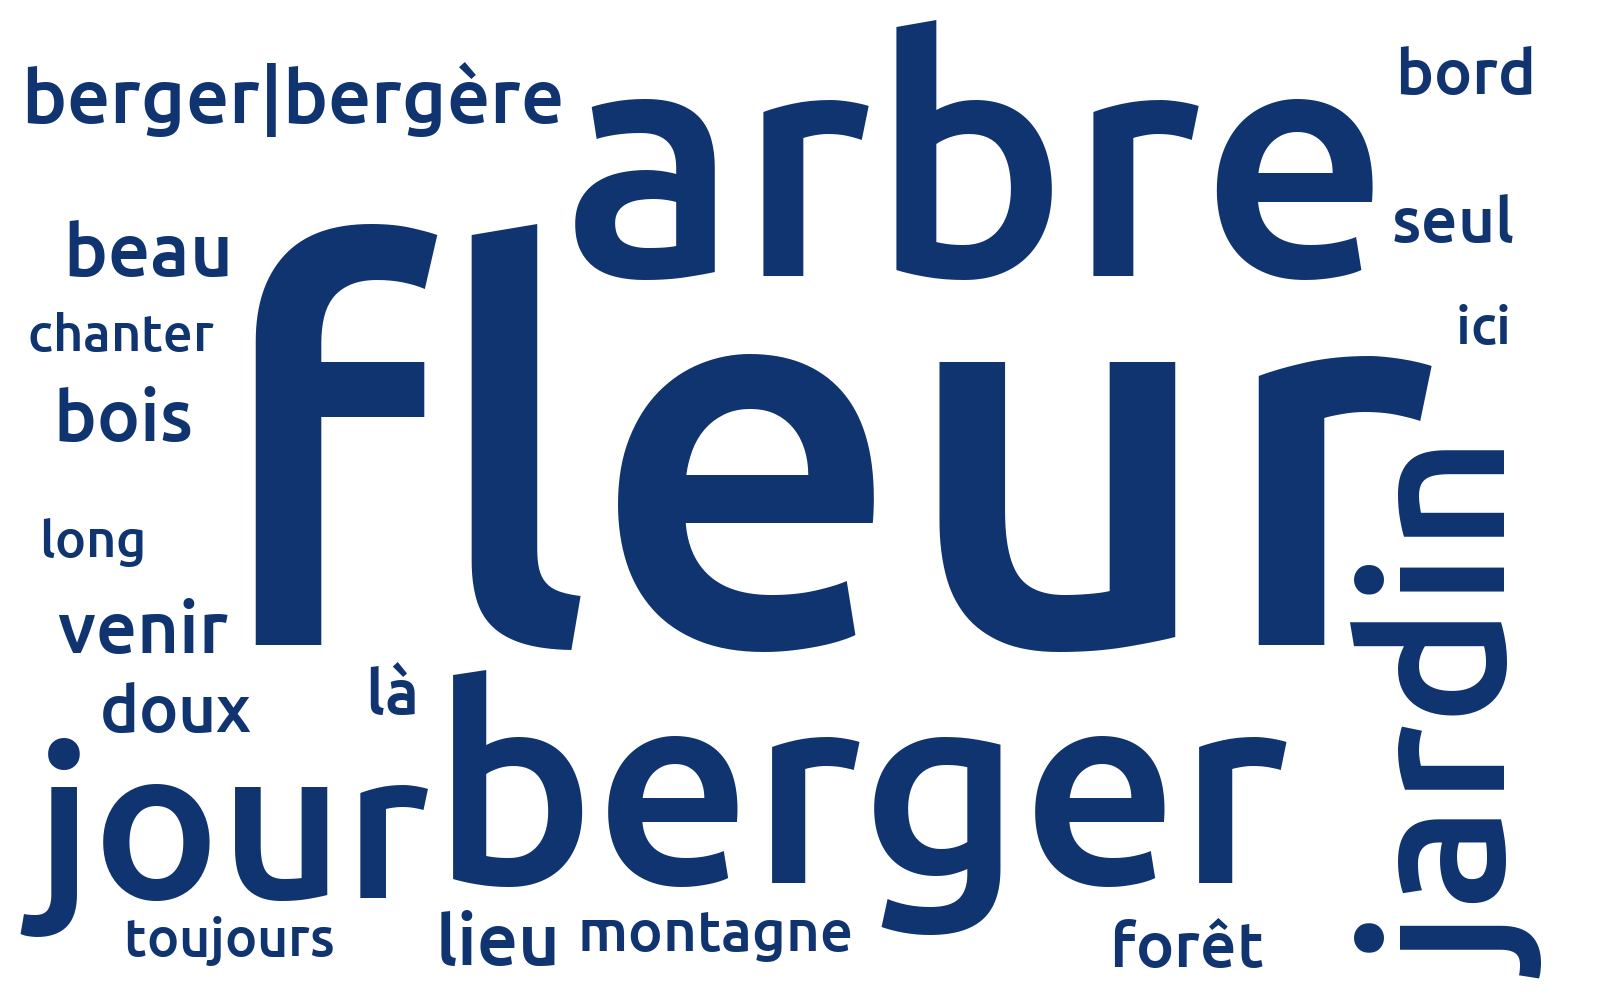 berger|bergère
arbre
bord
beau
seul
chanter
fleur
ici
bois
long
venir
jardin
doux
là
jour
berger
toujours
lieu
montagne
forêt